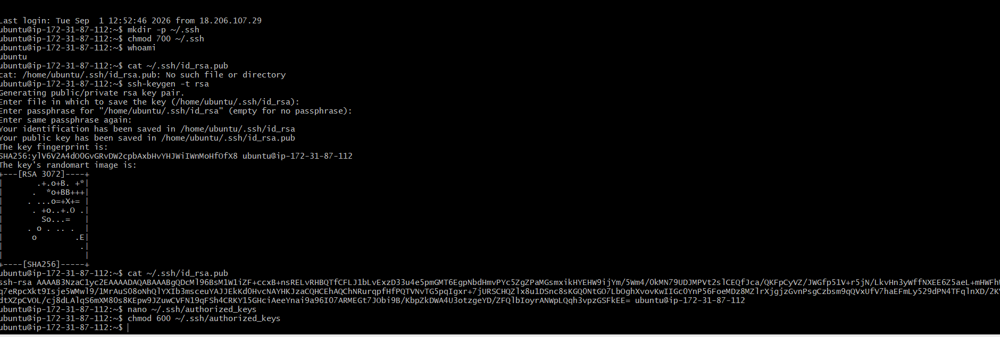 Last login: Tue Sep  1 12:52:46 2026 from 18.206.107.29
ubuntu@ip-172-31-87-112:~$ mkdir -p ~/.ssh
ubuntu@ip-172-31-87-112:~$ chmod 700 ~/.ssh
ubuntu@ip-172-31-87-112:~$ whoami
ubuntu
ubuntu@ip-172-31-87-112:~$ cat ~/.ssh/id_rsa.pub
cat: /home/ubuntu/.ssh/id_rsa.pub: No such file or directory
ubuntu@ip-172-31-87-112:~$ ssh-keygen -t rsa
Generating public/private rsa key pair.
Enter file in which to save the key (/home/ubuntu/.ssh/id_rsa):
Enter passphrase for "/home/ubuntu/.ssh/id_rsa" (empty for no passphrase):
Enter same passphrase again:
Your identification has been saved in /home/ubuntu/.ssh/id_rsa
Your public key has been saved in /home/ubuntu/.ssh/id_rsa.pub
The key fingerprint is:
SHA256:ylV6V2A4dOOGvGRvDW2cpbAxbHvYHJWiIWnMoHfOfX8 ubuntu@ip-172-31-87-112
The key's randomart image is:
+---[RSA 3072]----+
|       .+.o+B. +*|
|      .  *o+BB+++|
|     . ...o=+X+= |
|      . +o..+.O .|
|        So...=   |
|     . o . .. .  |
|      o        .E|
|                .|
|                 |
+----[SHA256]-----+
ubuntu@ip-172-31-87-112:~$ cat ~/.ssh/id_rsa.pub
ssh-rsa AAAAB3NzaC1yc2EAAAADAQABAAABgQDcMl96BsM1W1iZF+ccxB+nsRELvRHBQTfCFLJ1bLvExzD33u4e5pmGMT6EgpNbdHmvPYc5ZgZPaMGsmxikHYEHW9ijYm/5Wm4/0kMN79UDJMPVt2slCEQfJca/QKFpCyVZ/JWGfp51V+r5jN/LkvHn3yWffNXEE6Z5aeL+mHWFhW
q7eRpcXkt9Isje5WMwl9/1MrAuS08oNhQlYXIb3msceuYAJJEkKd0HvcNAYHKJzaCQHCEhAQChNRurqpfHfPQTVNvTG5pqIgxr+7jURSCHQZlx8u1DSnc8sKGQ0NtGO7LbOghXvovKwIIGcOYnP56FoeMDz8MZlrXjgjzGvnPsgCzbsm9qQVxUfV7haEFmLy529dPN4TFqlnXD/2KV
dtXZpCVOL/cj8dLAlqS6mXM8Os8KEpw9JZuwCVFN19qFSh4CRKY15GHciAeeYnai9a96IO7ARMEGt7JObi9B/KbpZkDWA4U3otzgeYD/ZFQlbIoyrANWpLQqh3vpzGSFkEE= ubuntu@ip-172-31-87-112
ubuntu@ip-172-31-87-112:~$ nano ~/.ssh/authorized_keys
ubuntu@ip-172-31-87-112:~$ chmod 600 ~/.ssh/authorized_keys
ubuntu@ip-172-31-87-112:~$